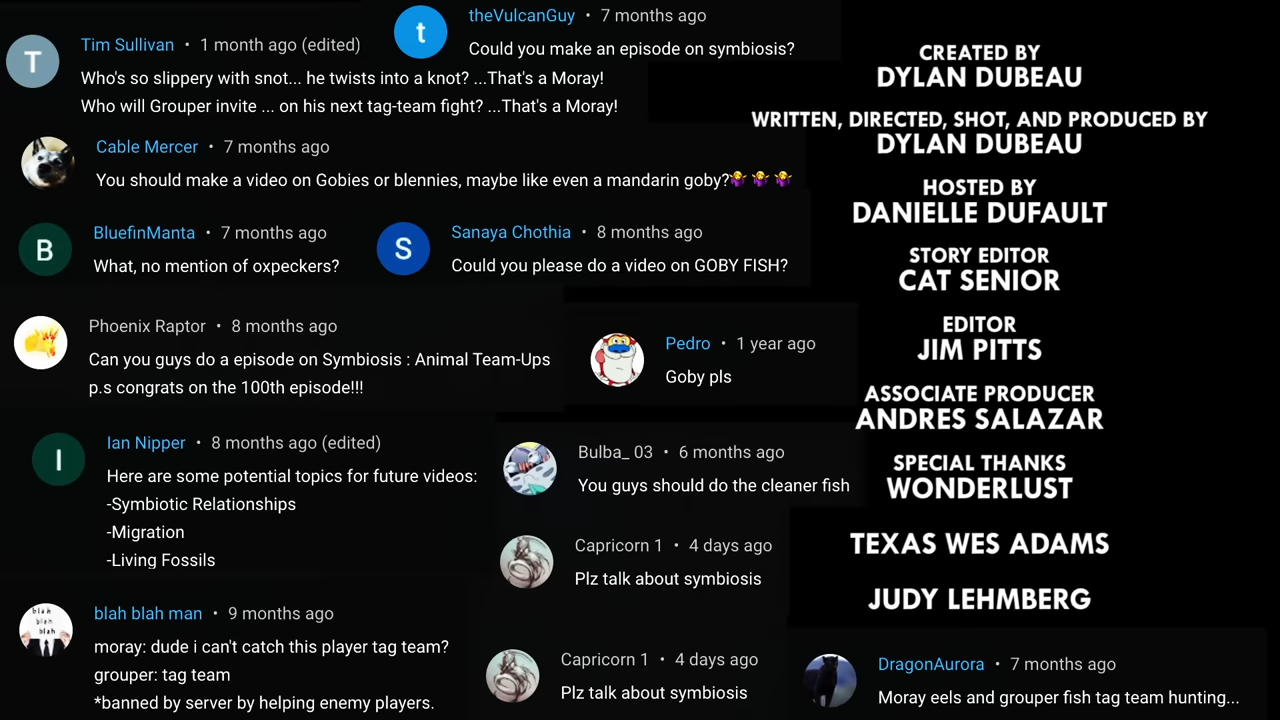 theVulcanGuy • 7 months ago
t
Could you make an episode on symbiosis?
Tim Sullivan • 1 month ago (edited)
T
Who's so slippery with snot... he twists into a knot? ...That's a Moray!
Who will Grouper invite ... on his next tag-team fight? ...That's a Moray!
Cable Mercer • 7 months ago
You should make a video on Gobies or blennies, maybe like even a mandarin goby?🤷‍♀️🤷‍♀️🤷‍♀️
BluefinManta • 7 months ago
B
What, no mention of oxpeckers?
Sanaya Chothia • 8 months ago
S
Could you please do a video on GOBY FISH?
Phoenix Raptor • 8 months ago
Can you guys do a episode on Symbiosis : Animal Team-Ups
p.s congrats on the 100th episode!!!
Pedro • 1 year ago
Goby pls
Ian Nipper • 8 months ago (edited)
I
Here are some potential topics for future videos:
-Symbiotic Relationships
-Migration
-Living Fossils
Bulba_ 03 • 6 months ago
You guys should do the cleaner fish
Capricorn 1 • 4 days ago
Plz talk about symbiosis
blah blah man • 9 months ago
blah
blah
blah
moray: dude i can't catch this player tag team?
grouper: tag team
*banned by server by helping enemy players.
Capricorn 1 • 4 days ago
Plz talk about symbiosis
DragonAurora • 7 months ago
Moray eels and grouper fish tag team hunting...
CREATED BY
DYLAN DUBEAU
WRITTEN, DIRECTED, SHOT, AND PRODUCED BY
DYLAN DUBEAU
HOSTED BY
DANIELLE DUFAULT
STORY EDITOR
CAT SENIOR
EDITOR
JIM PITTS
ASSOCIATE PRODUCER
ANDRES SALAZAR
SPECIAL THANKS
WONDERLUST
TEXAS WES ADAMS
JUDY LEHMBERG